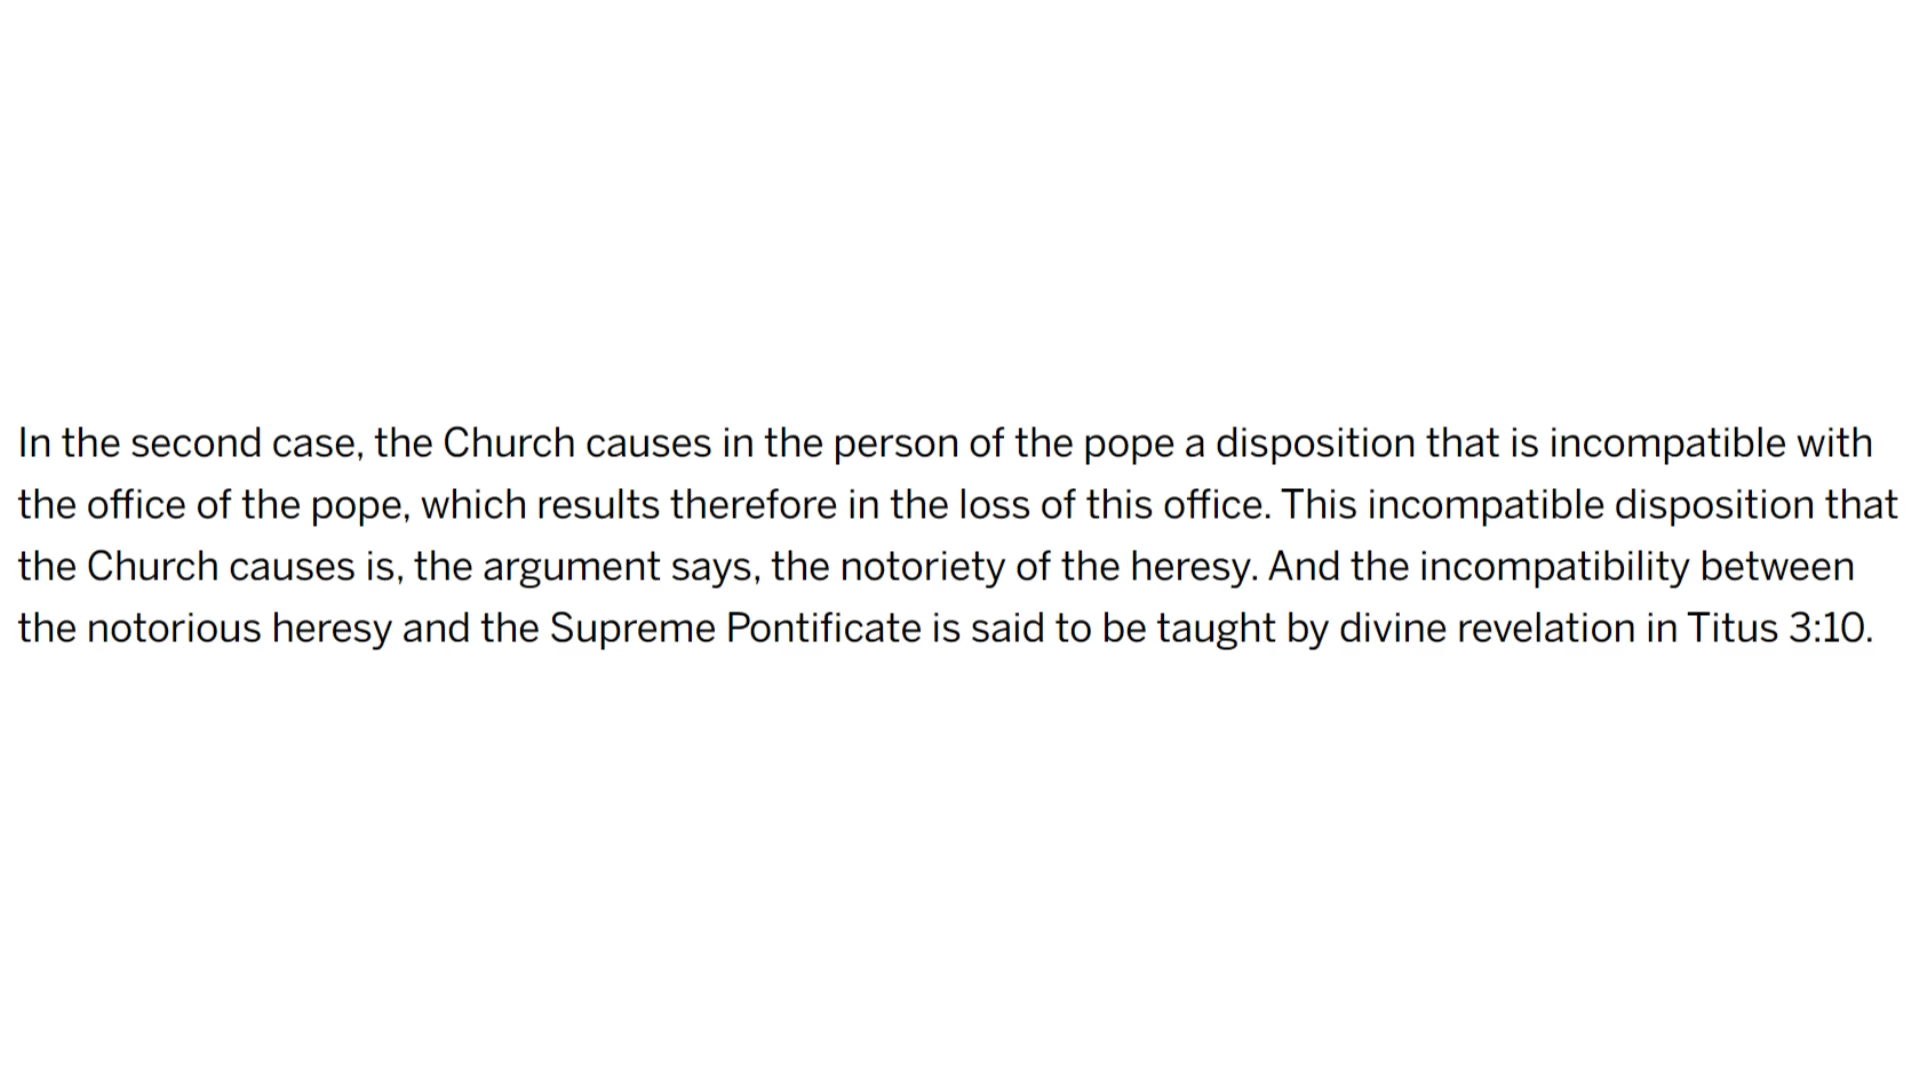 In the second case, the Church causes in the person of the pope a disposition that is incompatible with
the office of the pope, which results therefore in the loss of this office. This incompatible disposition that
the Church causes is, the argument says, the notoriety of the heresy. And the incompatibility between
the notorious heresy and the Supreme Pontificate is said to be taught by divine revelation in Titus 3:10.